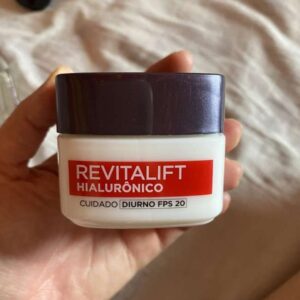 REVITALIFT
HIALURÔNICO
CUIDADO DIURNO FPS 20